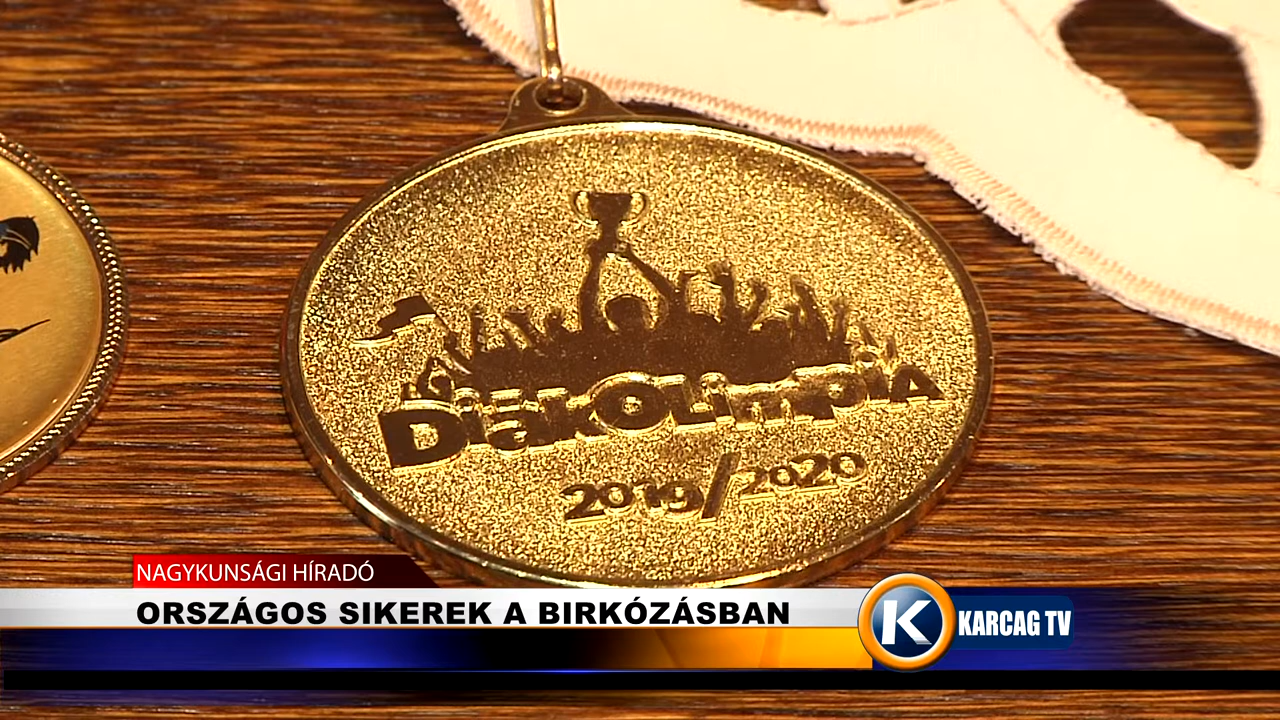 DiákOLimpiA
2019/2020
NAGYKUNSÁGI HÍRADÓ
ORSZÁGOS SIKEREK A BIRKÓZÁSBAN
K KARCAG TV